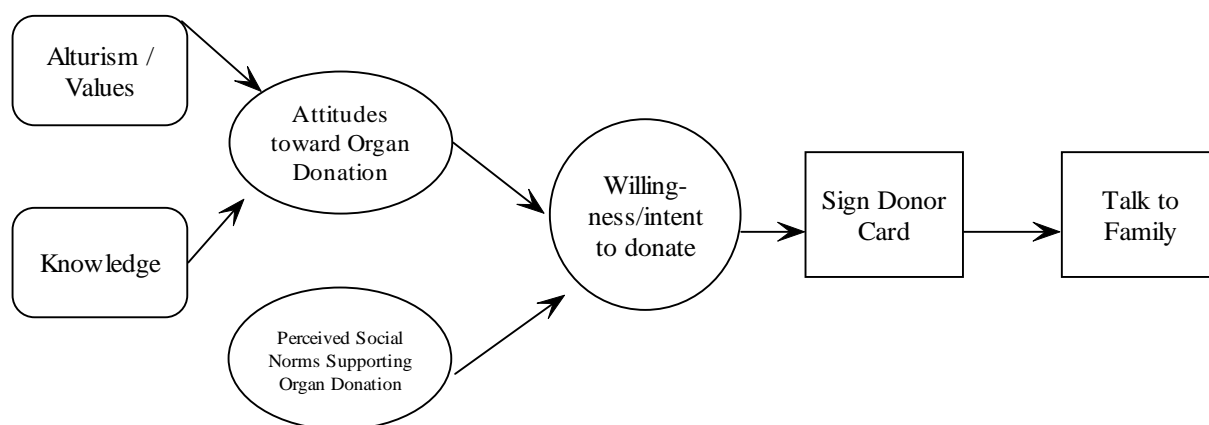 Alturism /
Values
Knowledge
Attitudes
toward Organ
Donation
Perceived Social
Norms Supporting
Organ Donation
Willing-
ness/intent
to donate
Sign Donor
Card
Talk to
Family